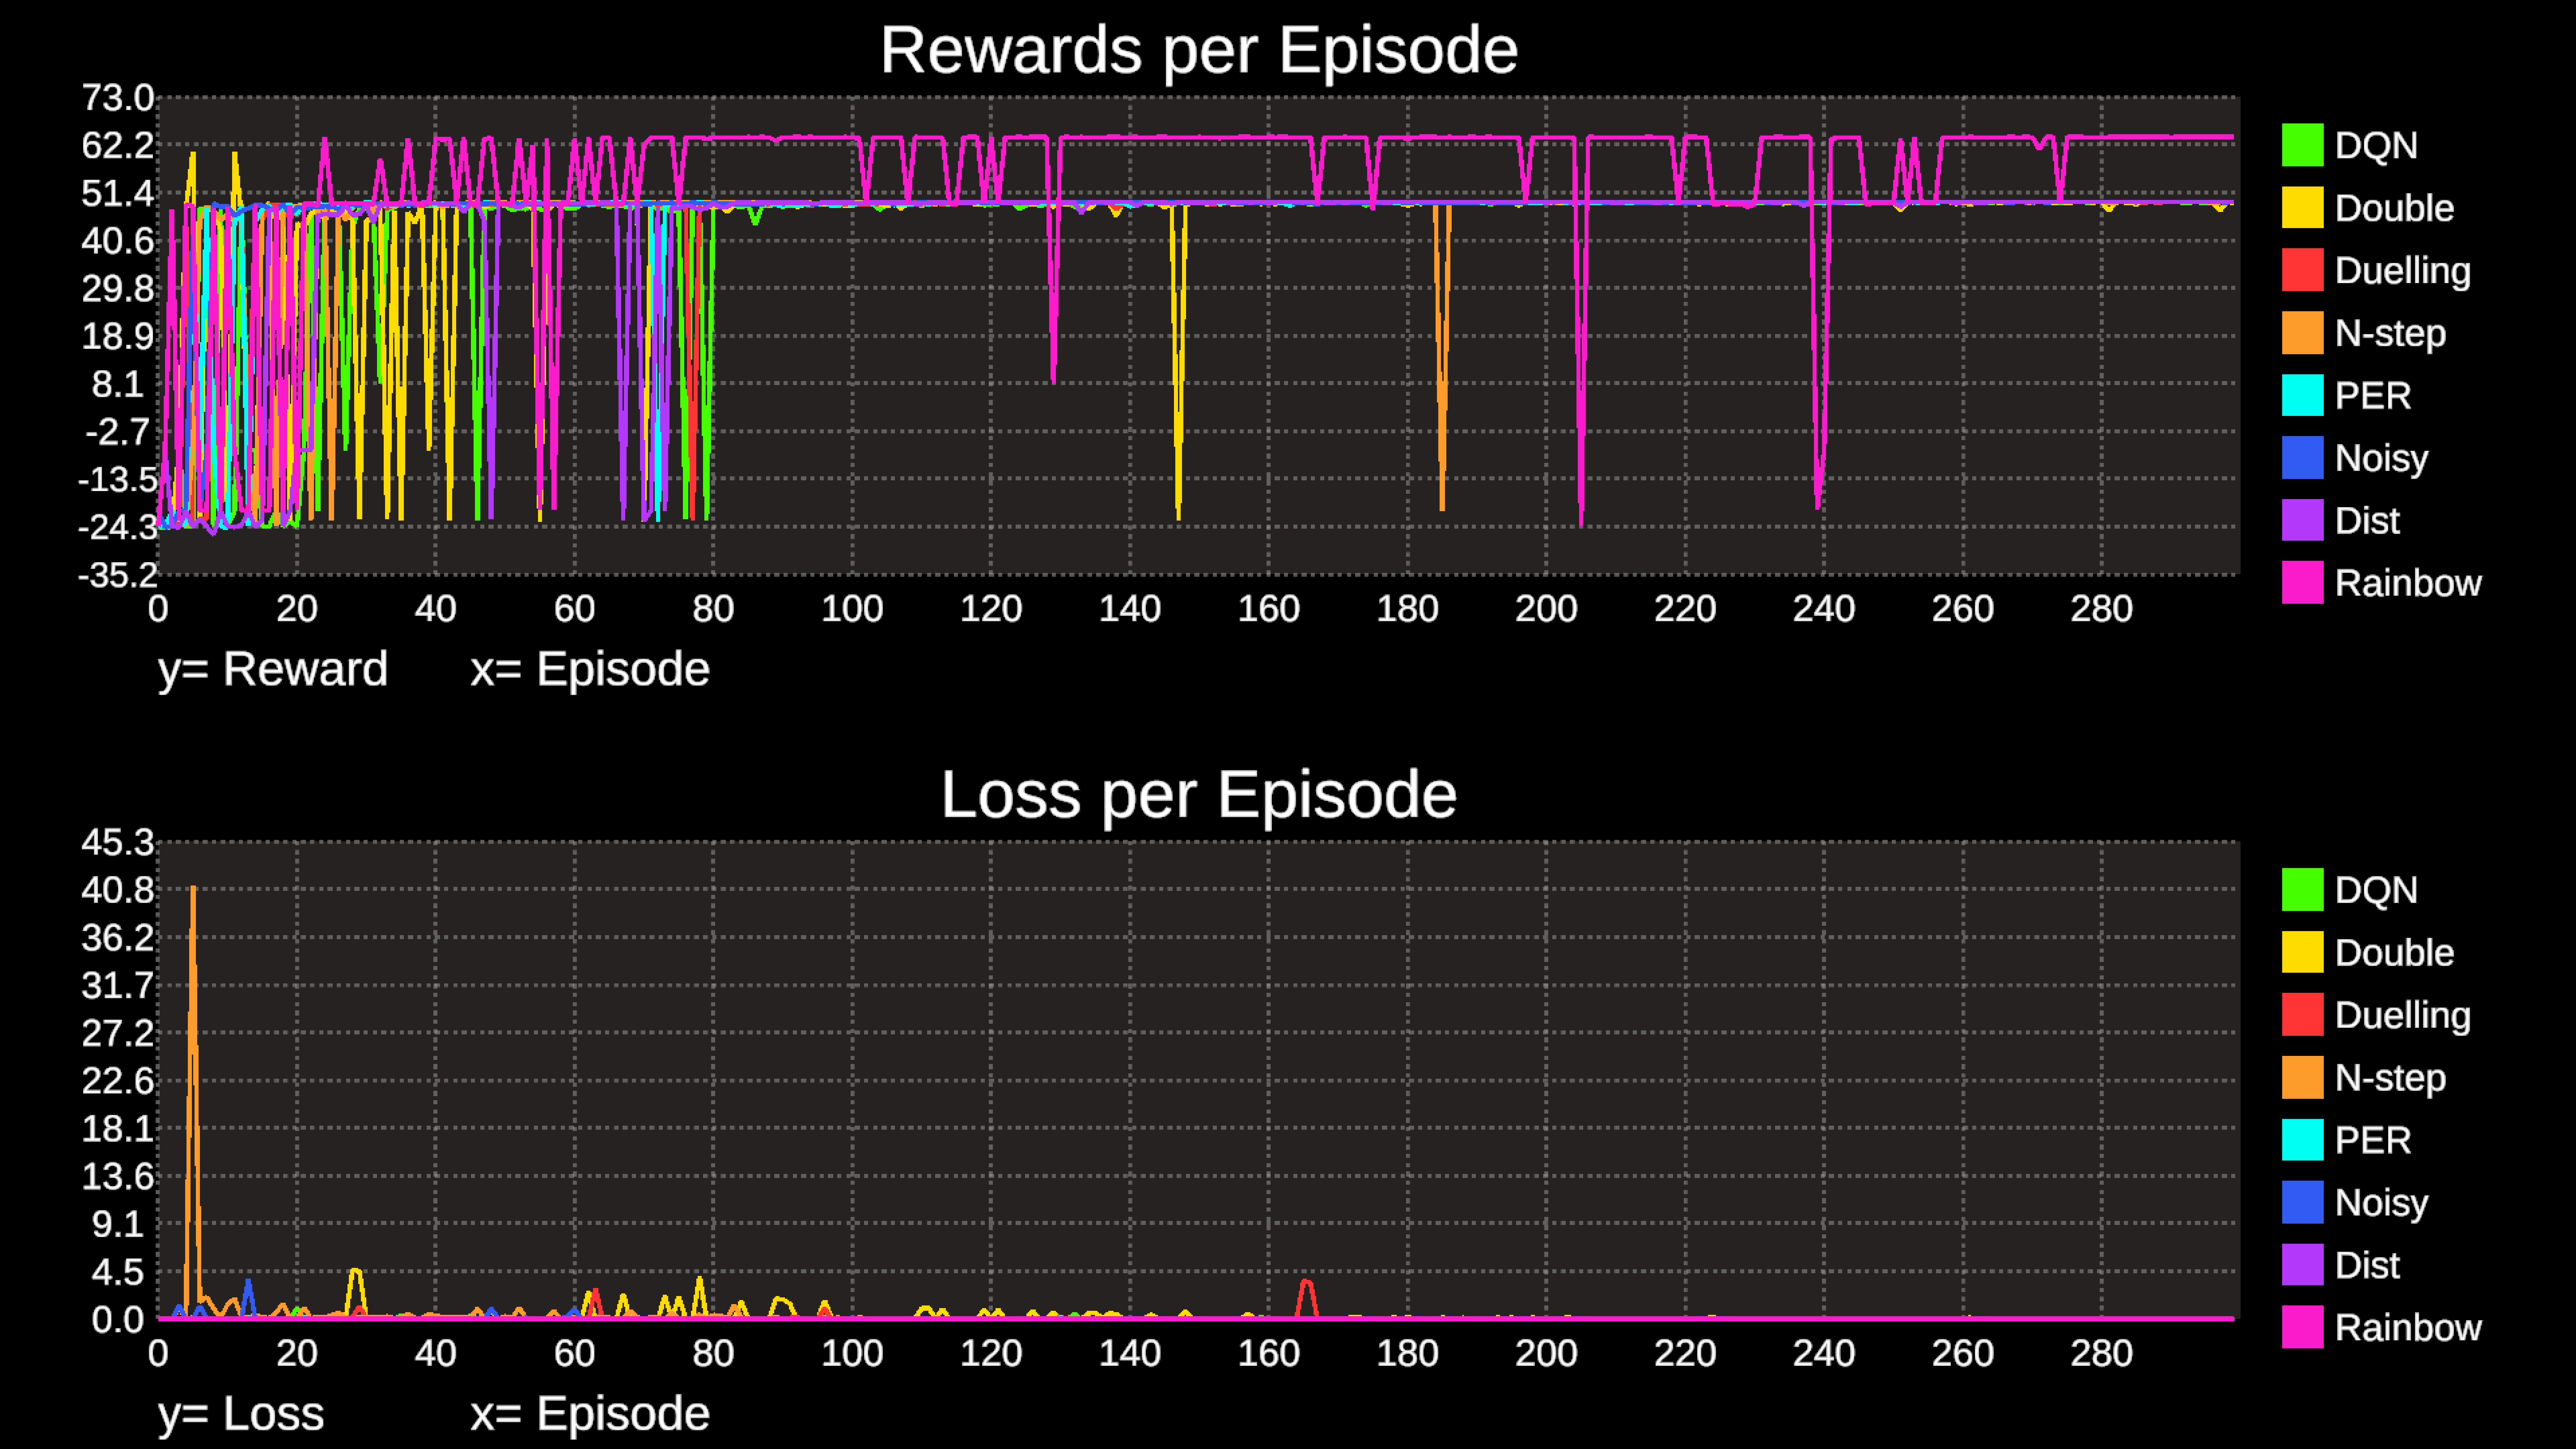 Rewards per Episode
73.0
62.2
51.4
40.6
29.8
18.9
8.1
-2.7
-13.5
-24.3
-35.2
0 20 40 60 80 100 120 140 160 180 200 220 240 260 280
y= Reward x= Episode
DQN
Double
Duelling
N-step
PER
Noisy
Dist
Rainbow
Loss per Episode
45.3
40.8
36.2
31.7
27.2
22.6
18.1
13.6
9.1
4.5
0.0
0 20 40 60 80 100 120 140 160 180 200 220 240 260 280
y= Loss x= Episode
DQN
Double
Duelling
N-step
PER
Noisy
Dist
Rainbow